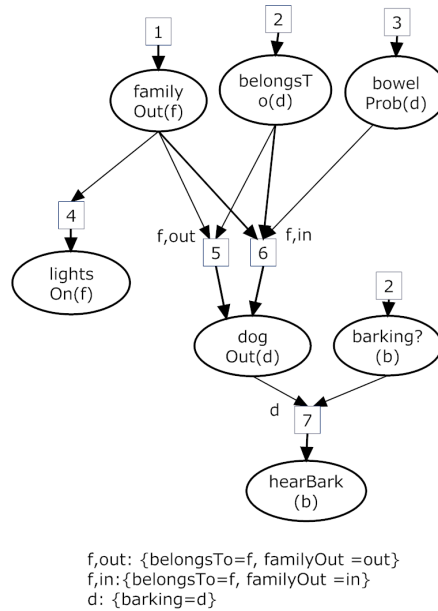 1
2
3
family
Out(f)
belongsT
o(d)
bowel
Prob(d)
4
f,out
5
6
f,in
lights
On(f)
2
dog
Out(d)
barking?
(b)
d
7
hearBark
(b)
f,out: {belongsTo=f, familyOut =out}
f,in:{belongsTo=f, familyOut =in}
d: {barking=d}